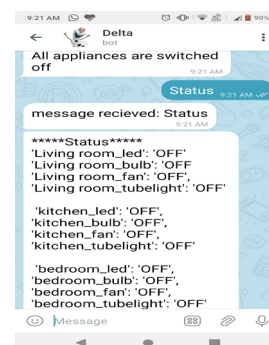 9:21 AM
90%
Delta
bot
All appliances are switched
off
9:21 AM
Status 9:21 AM
message recieved: Status
9:21 AM
*****Status*****
'Living room_led': 'OFF'
'Living room_bulb': 'OFF
'Living room_fan': 'OFF',
'Living room_tubelight': 'OFF'
'kitchen_led': 'OFF',
'kitchen_bulb': 'OFF',
'kitchen_fan': 'OFF',
'kitchen_tubelight': 'OFF'
'bedroom_led': 'OFF',
'bedroom_bulb': 'OFF',
'bedroom_fan': 'OFF',
'bedroom_tubelight': 'OFF'
Message